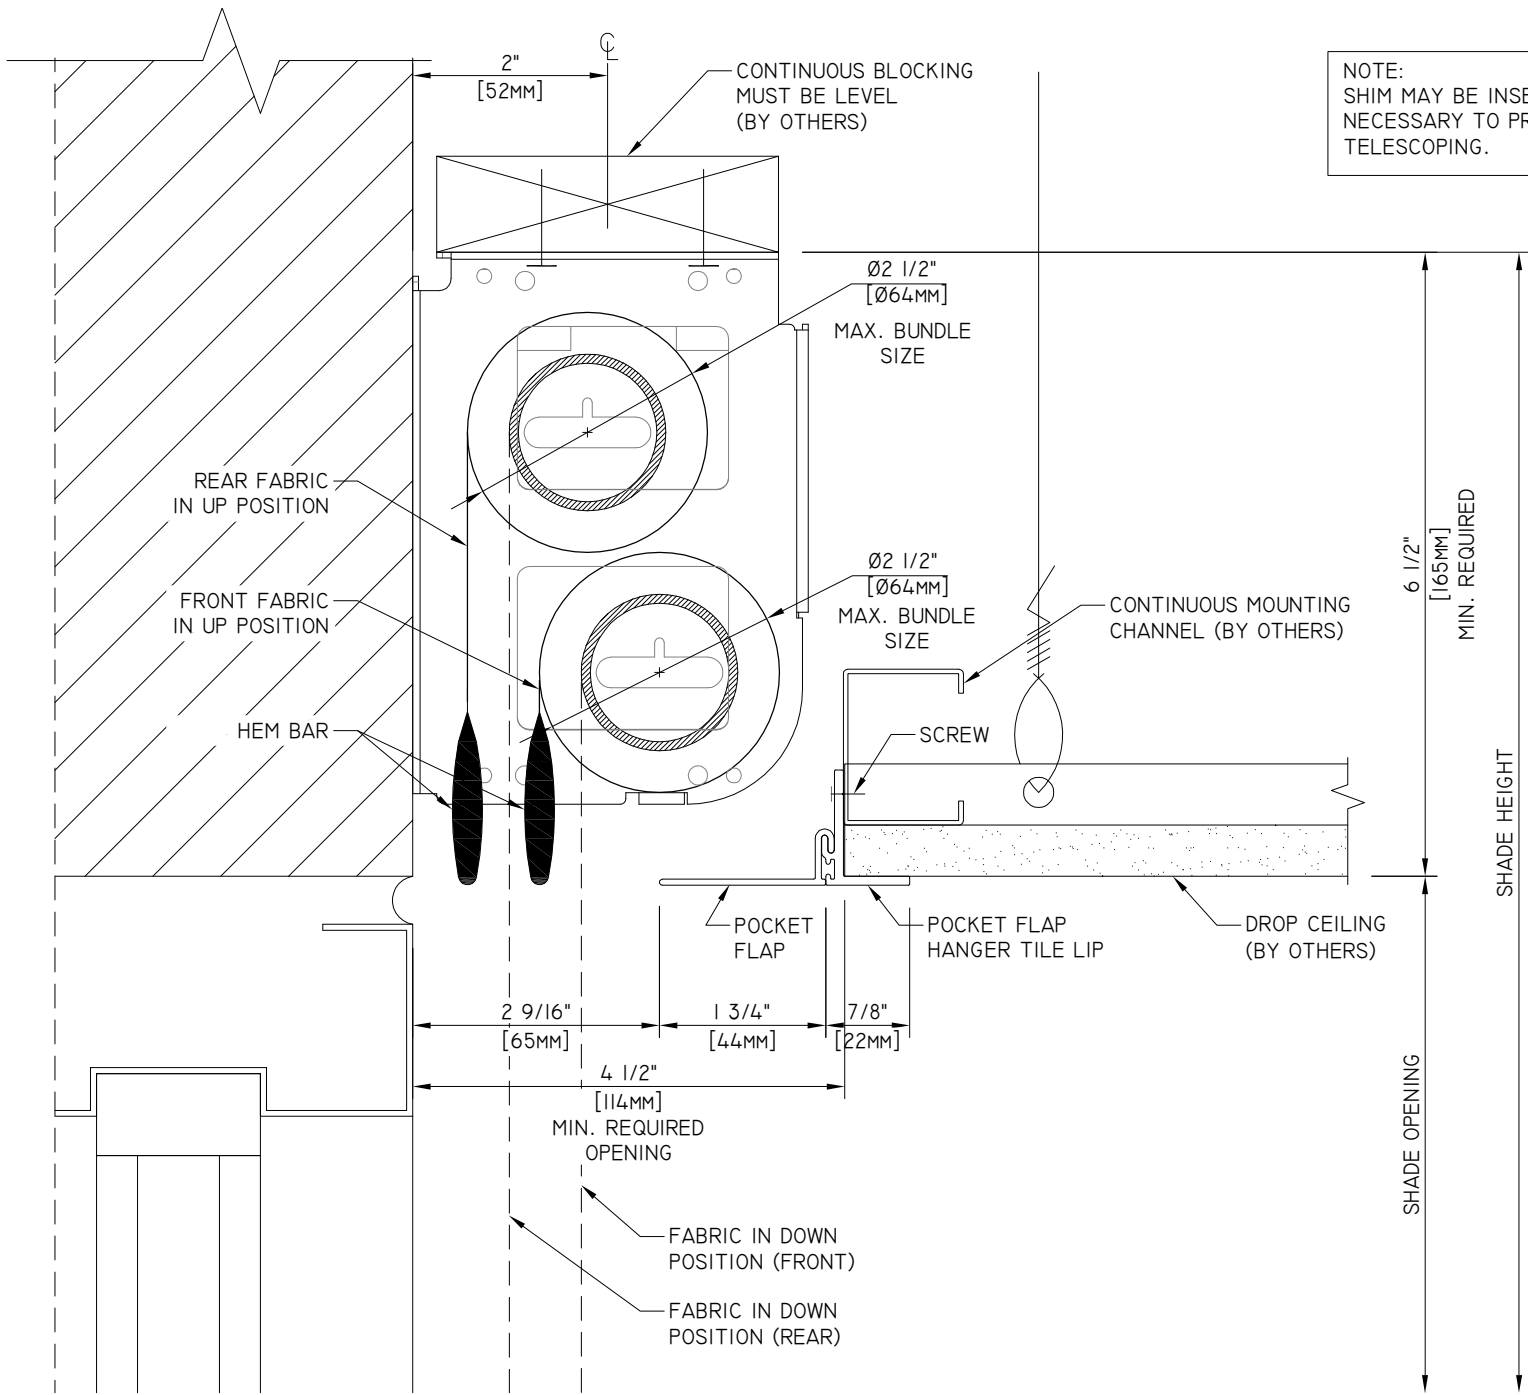 ℄
2"
[52MM]
CONTINUOUS BLOCKING
MUST BE LEVEL
(BY OTHERS)
NOTE:
SHIM MAY BE
NECESSARY TO
TELESCOPING.
Ø2 1/2"
[Ø64MM]
MAX. BUNDLE
SIZE
REAR FABRIC
IN UP POSITION
FRONT FABRIC
IN UP POSITION
HEM BAR
Ø2 1/2"
[Ø64MM]
MAX. BUNDLE
SIZE
CONTINUOUS MOUNTING
CHANNEL (BY OTHERS)
SCREW
6 1/2"
[165MM]
MIN. REQUIRED
SHADE HEIGHT
POCKET
FLAP
POCKET FLAP
HANGER TILE LIP
DROP CEILING
(BY OTHERS)
2 9/16"
[65MM]
1 3/4"
[44MM]
7/8"
[22MM]
4 1/2"
[114MM]
MIN. REQUIRED
OPENING
SHADE OPENING
FABRIC IN DOWN
POSITION (FRONT)
FABRIC IN DOWN
POSITION (REAR)